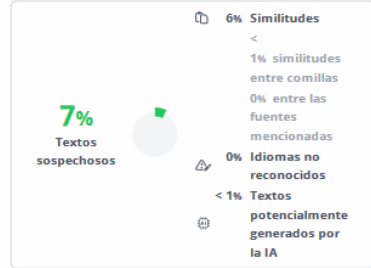 7%
Textos
sospechosos
6% Similitudes
<
1% similitudes
entre comillas
0% entre las
fuentes
mencionadas
0% Idiomas no
reconocidos
< 1% Textos
potencialmente
generados por
la IA